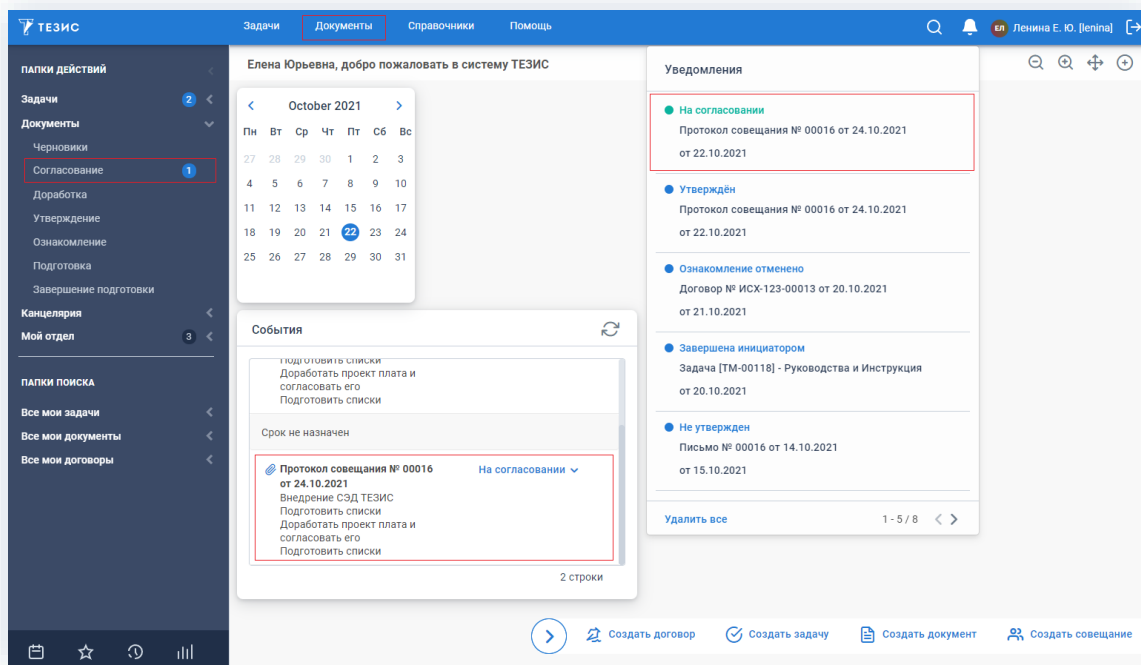 ТЕЗИС
Задачи Документы Справочники Помощь
ЕЛ Ленина Е. Ю. [lenina]
ПАПКИ ДЕЙСТВИЙ
Задачи 2
Документы
Черновики
Согласование 1
Доработка
Утверждение
Ознакомление
Подготовка
Завершение подготовки
Канцелярия
Мой отдел 3
ПАПКИ ПОИСКА
Все мои задачи
Все мои документы
Все мои договоры
Елена Юрьевна, добро пожаловать в систему ТЕЗИС
October 2021
Пн Вт Ср Чт Пт Сб Вс
27 28 29 30 1 2 3
4 5 6 7 8 9 10
11 12 13 14 15 16 17
18 19 20 21 22 23 24
25 26 27 28 29 30 31
События
Подготовить списки
Доработать проект плата и
согласовать его
Подготовить списки
Срок не назначен
Протокол совещания № 00016 На согласовании
от 24.10.2021
Внедрение СЭД ТЕЗИС
Подготовить списки
Доработать проект плата и
согласовать его
Подготовить списки
2 строки
Уведомления
На согласовании
Протокол совещания № 00016 от 24.10.2021
от 22.10.2021
Утверждён
Протокол совещания № 00016 от 24.10.2021
от 22.10.2021
Ознакомление отменено
Договор № ИСХ-123-00013 от 20.10.2021
от 21.10.2021
Завершена инициатором
Задача [ТМ-00118] - Руководства и Инструкция
от 20.10.2021
Не утвержден
Письмо № 00016 от 14.10.2021
от 15.10.2021
Удалить все 1 - 5 / 8
Создать договор Создать задачу Создать документ Создать совещание